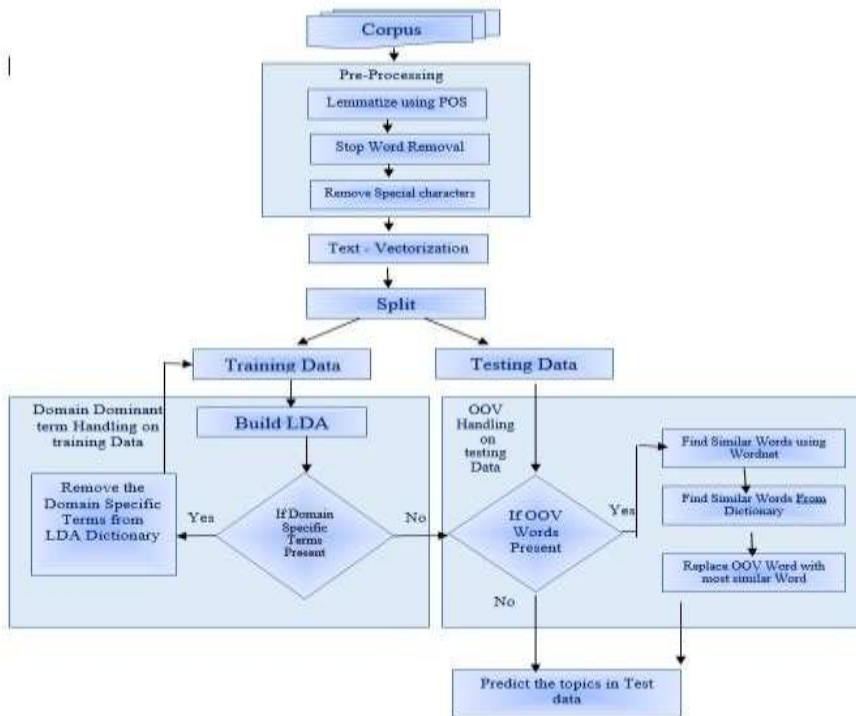 Corpus
Pre-Processing
Lemmatize using POS
Stop Word Removal
Remove Special characters
Text - Vectorization
Split
Training Data
Testing Data
Domain Dominant
term Handling on
training Data
Build LDA
Remove the
Domain Specific
Terms from
LDA Dictionary
Yes
If Domain
Specific
Terms
Present
No
OOV
Handling
on
testing
Data
If OOV
Words
Present
Yes
No
Find Similar Words using
Wordnet
Find Similar Words From
Dictionary
Replace OOV Word with
most similar Word
Predict the topics in Test
data